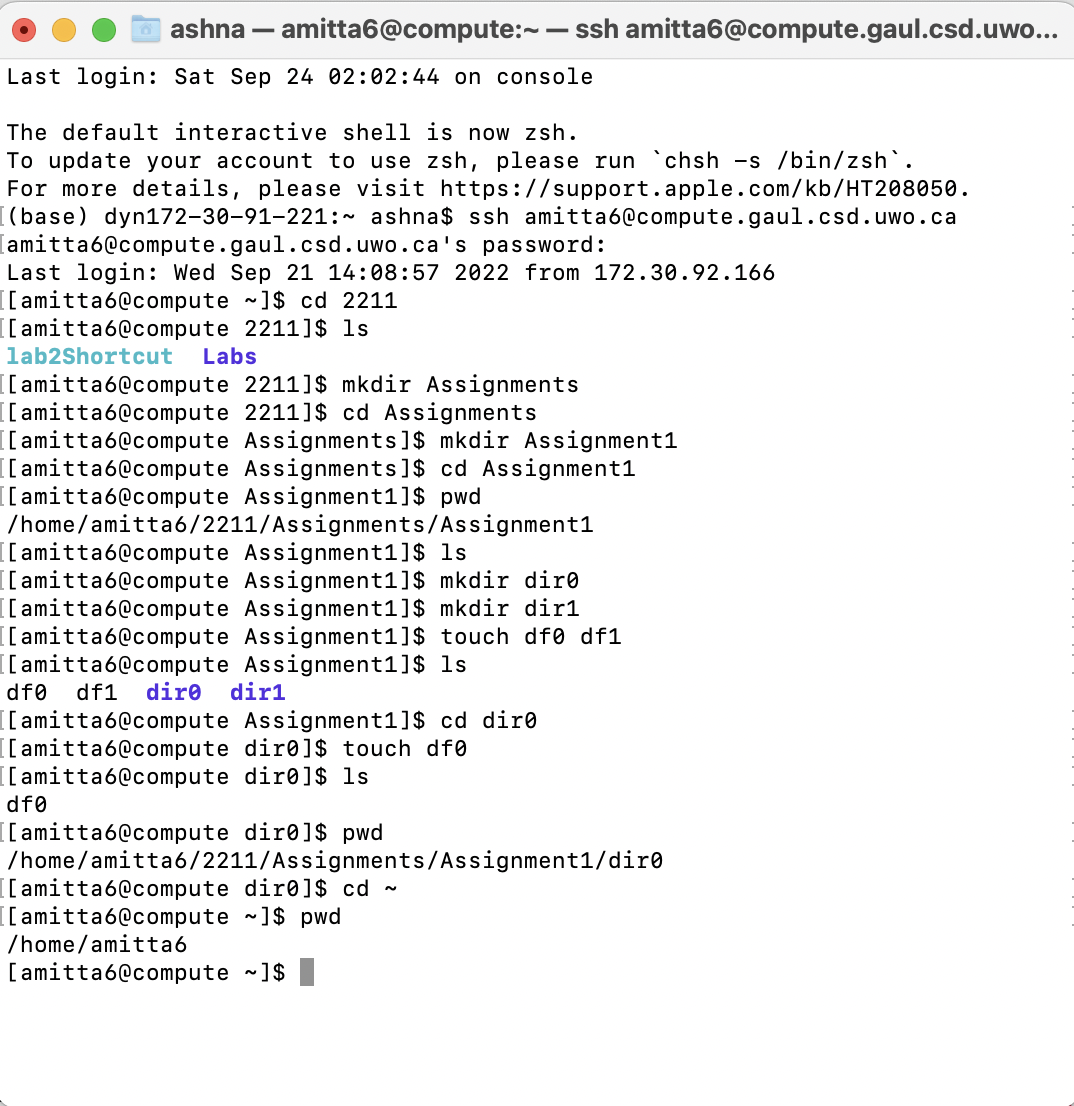 ashna — amitta6@compute:~ — ssh amitta6@compute.gaul.csd.uwo...
Last login: Sat Sep 24 02:02:44 on console
The default interactive shell is now zsh.
To update your account to use zsh, please run `chsh -s /bin/zsh`.
For more details, please visit https://support.apple.com/kb/HT208050.
[(base) dyn172-30-91-221:~ ashna$ ssh amitta6@compute.gaul.csd.uwo.ca
[amitta6@compute.gaul.csd.uwo.ca's password:
Last login: Wed Sep 21 14:08:57 2022 from 172.30.92.166
[[amitta6@compute ~]$ cd 2211
[[amitta6@compute 2211]$ ls
lab2Shortcut  Labs
[[amitta6@compute 2211]$ mkdir Assignments
[[amitta6@compute 2211]$ cd Assignments
[[amitta6@compute Assignments]$ mkdir Assignment1
[[amitta6@compute Assignments]$ cd Assignment1
[[amitta6@compute Assignment1]$ pwd
/home/amitta6/2211/Assignments/Assignment1
[[amitta6@compute Assignment1]$ ls
[[amitta6@compute Assignment1]$ mkdir dir0
[[amitta6@compute Assignment1]$ mkdir dir1
[[amitta6@compute Assignment1]$ touch df0 df1
[[amitta6@compute Assignment1]$ ls
df0  df1  dir0  dir1
[[amitta6@compute Assignment1]$ cd dir0
[[amitta6@compute dir0]$ touch df0
[[amitta6@compute dir0]$ ls
df0
[[amitta6@compute dir0]$ pwd
/home/amitta6/2211/Assignments/Assignment1/dir0
[[amitta6@compute dir0]$ cd ~
[[amitta6@compute ~]$ pwd
/home/amitta6
[amitta6@compute ~]$